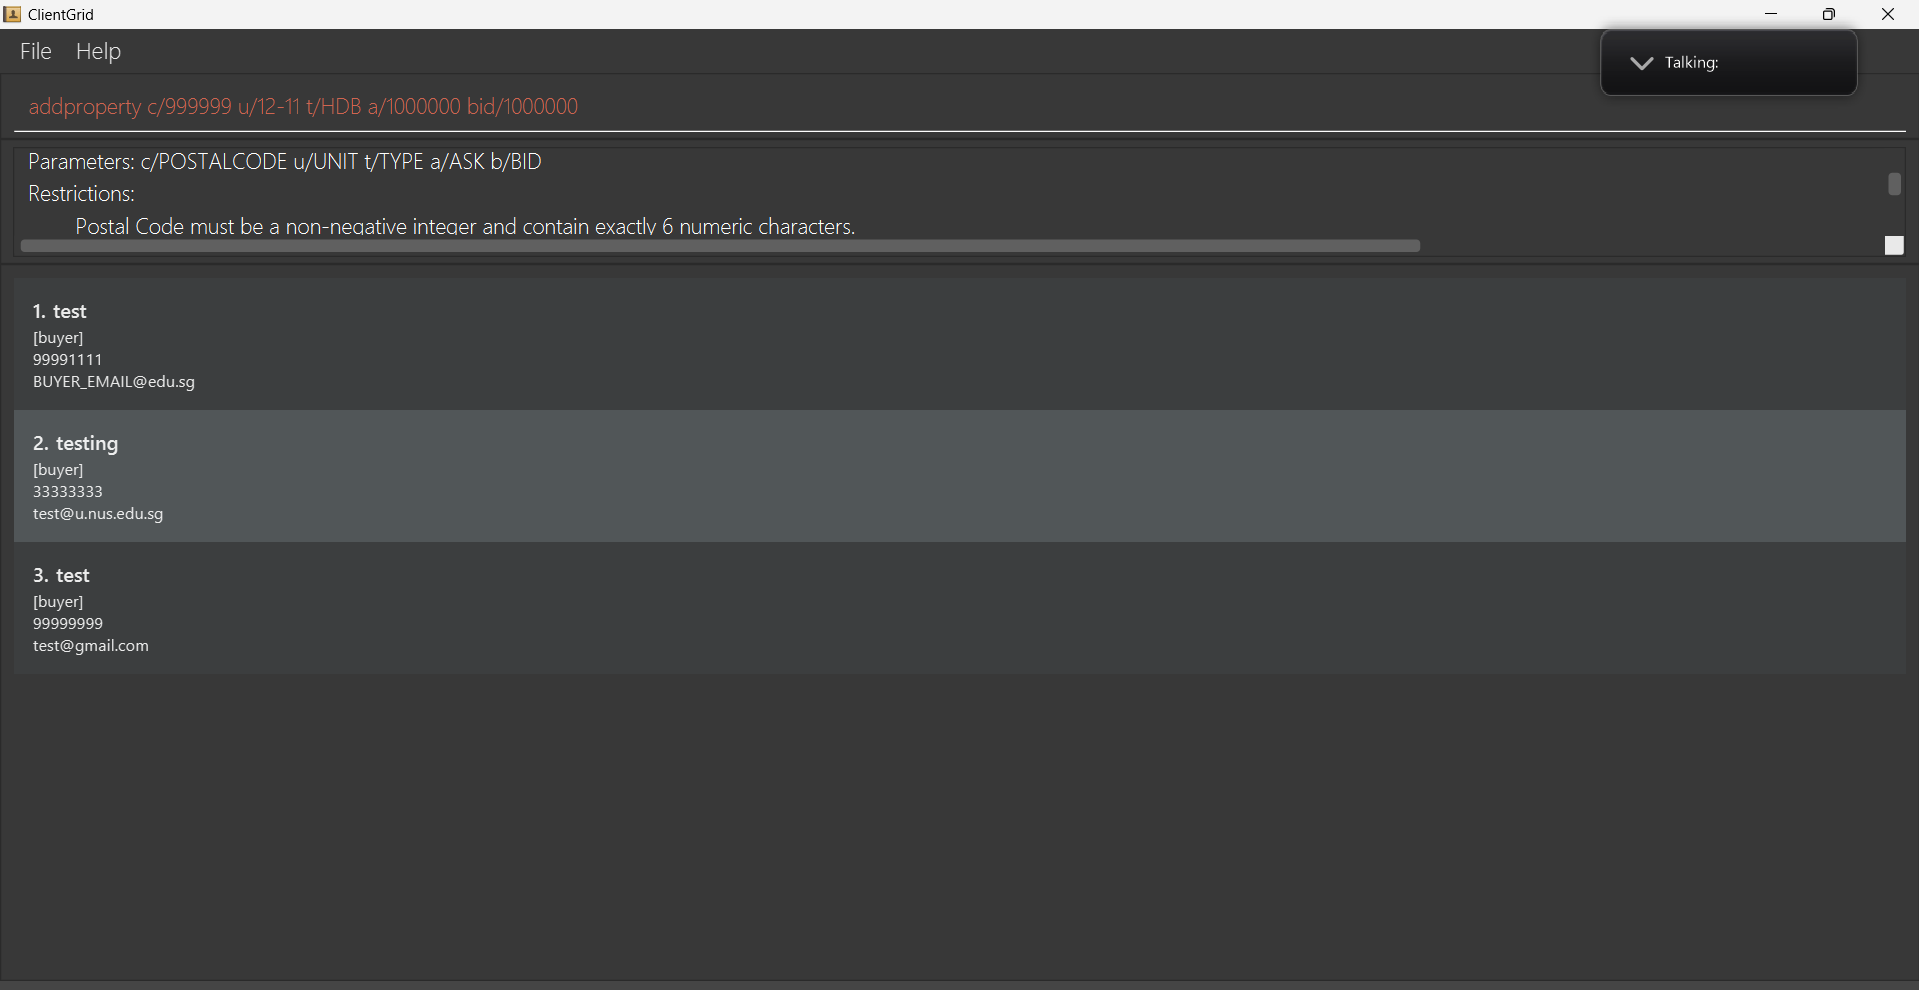 ClientGrid
File Help
Talking:
addproperty c/999999 u/12-11 t/HDB a/1000000 bid/1000000
Parameters: c/POSTALCODE u/UNIT t/TYPE a/ASK b/BID
Restrictions:
Postal Code must be a non-negative integer and contain exactly 6 numeric characters.
1. test
[buyer]
99991111
BUYER_EMAIL@edu.sg
2. testing
[buyer]
33333333
test@u.nus.edu.sg
3. test
[buyer]
99999999
test@gmail.com